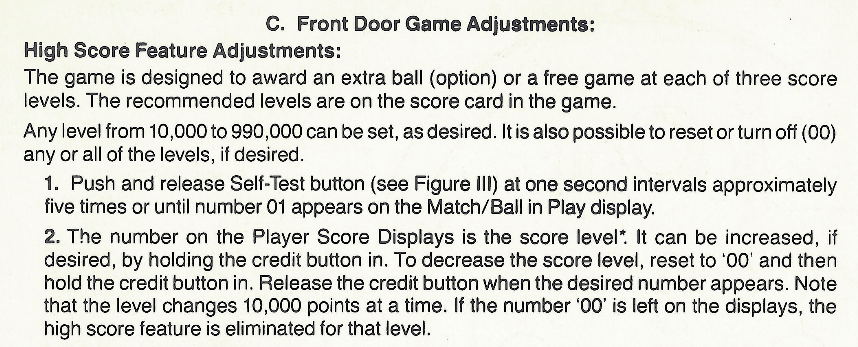 C. Front Door Game Adjustments:
High Score Feature Adjustments:
The game is designed to award an extra ball (option) or a free game at each of three score
levels. The recommended levels are on the score card in the game.
Any level from 10,000 to 990,000 can be set, as desired. It is also possible to reset or turn off (00)
any or all of the levels, if desired.
1. Push and release Self-Test button (see Figure III) at one second intervals approximately
five times or until number 01 appears on the Match/Ball in Play display.
2. The number on the Player Score Displays is the score level*. It can be increased, if
desired, by holding the credit button in. To decrease the score level, reset to '00' and then
hold the credit button in. Release the credit button when the desired number appears. Note
that the level changes 10,000 points at a time. If the number '00' is left on the displays, the
high score feature is eliminated for that level.